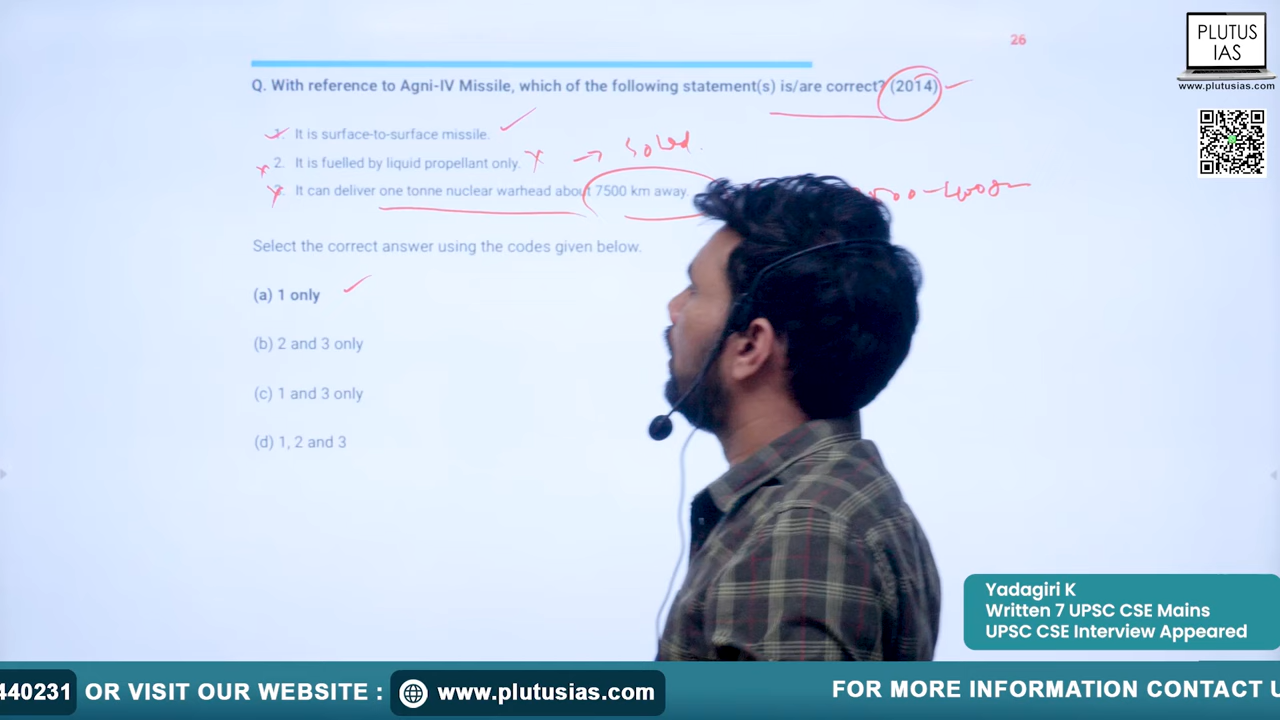 26
PLUTUS
IAS
www.plutusias.com
Q. With reference to Agni-IV Missile, which of the following statement(s) is/are correct? (2014)
1. It is surface-to-surface missile.
2. It is fuelled by liquid propellant only.
3. It can deliver one tonne nuclear warhead about 7500 km away.
Select the correct answer using the codes given below.
(a) 1 only
(b) 2 and 3 only
(c) 1 and 3 only
(d) 1, 2 and 3
Yadagiri K
Written 7 UPSC CSE Mains
UPSC CSE Interview Appeared
440231 OR VISIT OUR WEBSITE : www.plutusias.com FOR MORE INFORMATION CONTACT U